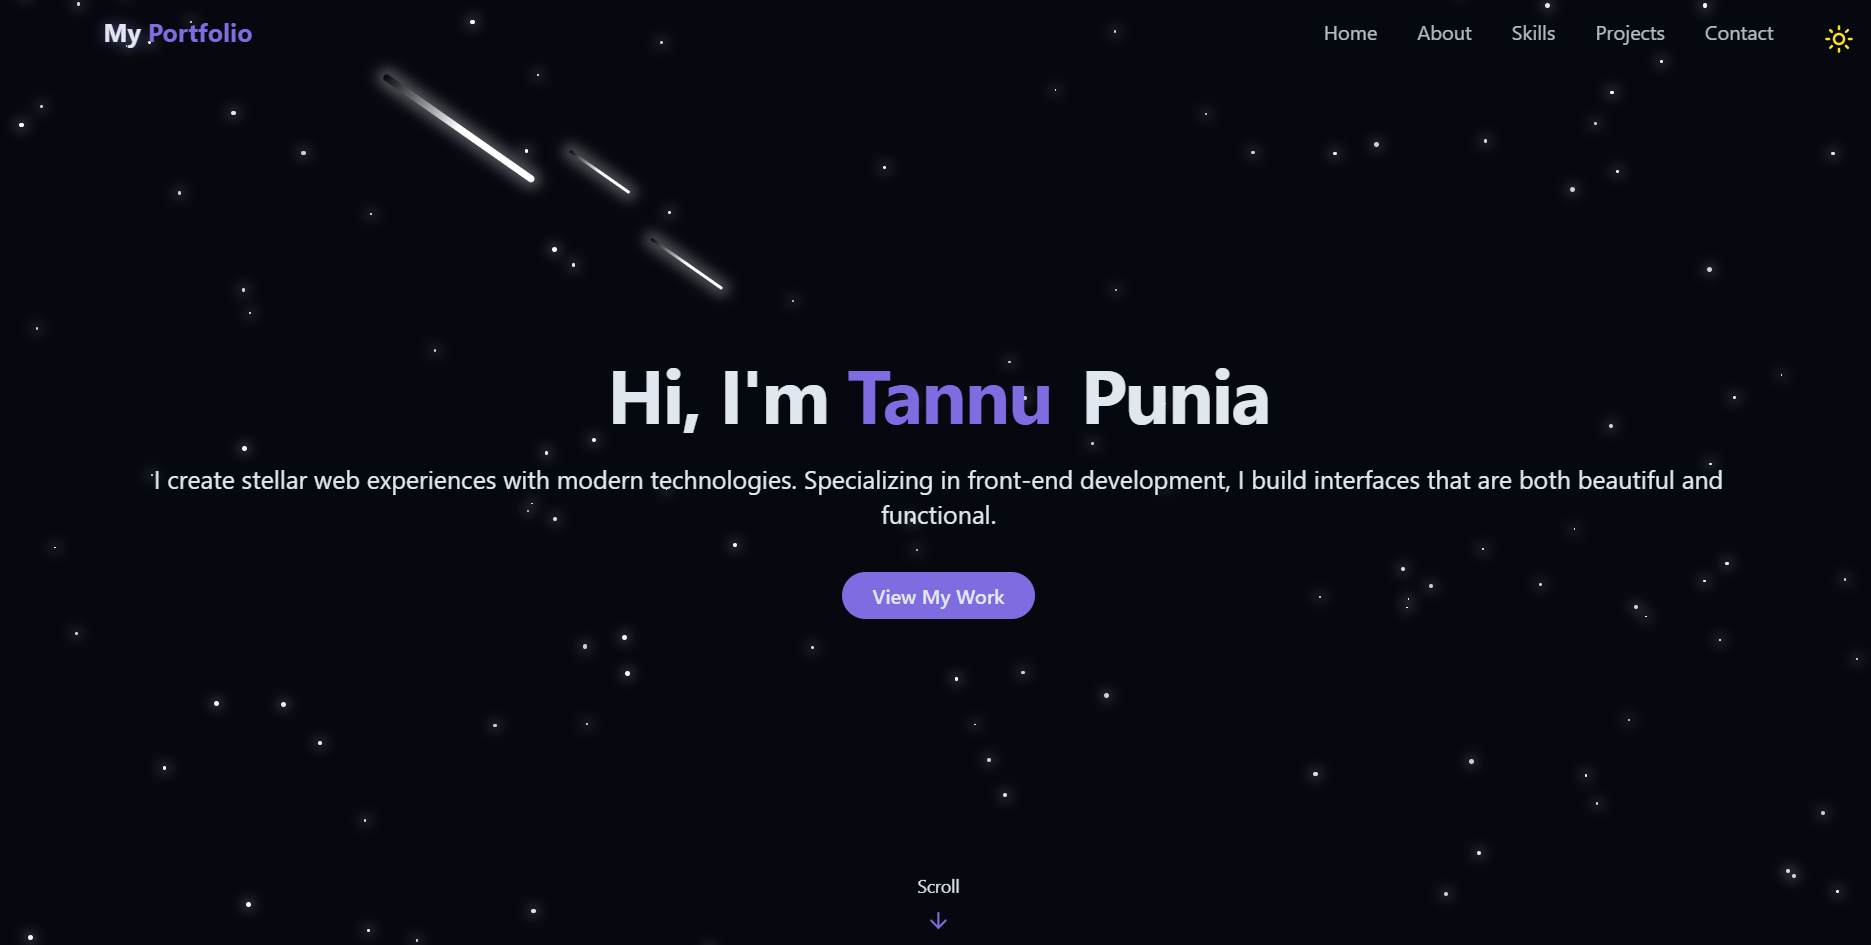 My Portfolio
Home About Skills Projects Contact
Hi, I'm Tannu Punia
I create stellar web experiences with modern technologies. Specializing in front-end development, I build interfaces that are both beautiful and
functional.
View My Work
Scroll